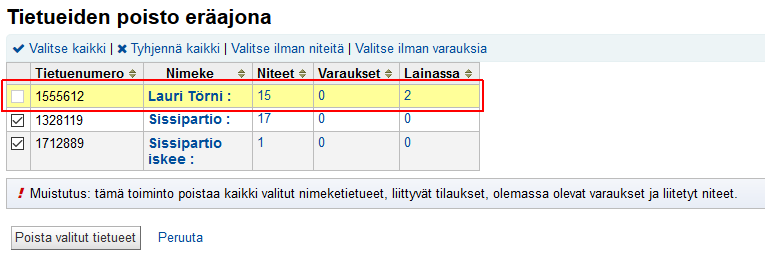 Tietueiden poisto eräajona
Valitse kaikki | Tyhjennä kaikki | Valitse ilman niteitä | Valitse ilman varauksia
Tietuenumero Nimeke Niteet Varaukset Lainassa
1555612 Lauri Törni : 15 0 2
1328119 Sissipartio : 17 0 0
1712889 Sissipartio iskee : 1 0 0
! Muistutus: tämä toiminto poistaa kaikki valitut nimeketietueet, liittyvät tilaukset, olemassa olevat varaukset ja liitetyt niteet.
Poista valitut tietueet Peruuta